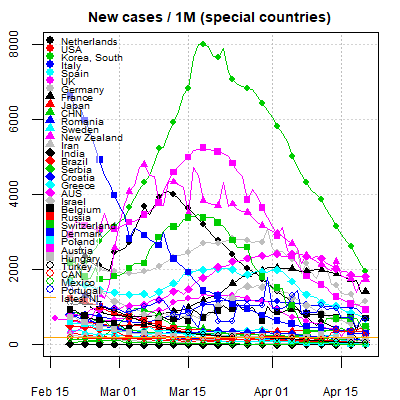 New cases / 1M (special countries)
8000
6000
4000
2000
0
Netherlands
USA
Korea, South
Italy
Spain
UK
Germany
France
Japan
CHN
Romania
Sweden
New Zealand
Iran
India
Brazil
Serbia
Croatia
Greece
AUS
Israel
Belgium
Russia
Switzerland
Denmark
Poland
Austria
Hungary
Turkey
CAN
Mexico
Portugal
latest NL
Feb 15
Mar 01
Mar 15
Apr 01
Apr 15